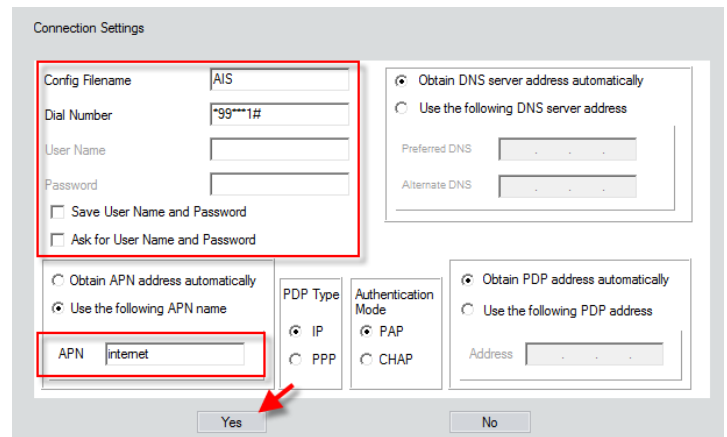 Connection Settings
Config Filename AIS
Dial Number *99***1#
User Name
Password
Save User Name and Password
Ask for User Name and Password
Obtain DNS server address automatically
Use the following DNS server address
Preferred DNS . . .
Alternate DNS . . .
Obtain APN address automatically
Use the following APN name
APN internet
PDP Type
IP
PPP
Authentication
Mode
PAP
CHAP
Obtain PDP address automatically
Use the following PDP address
Address . . .
Yes
No